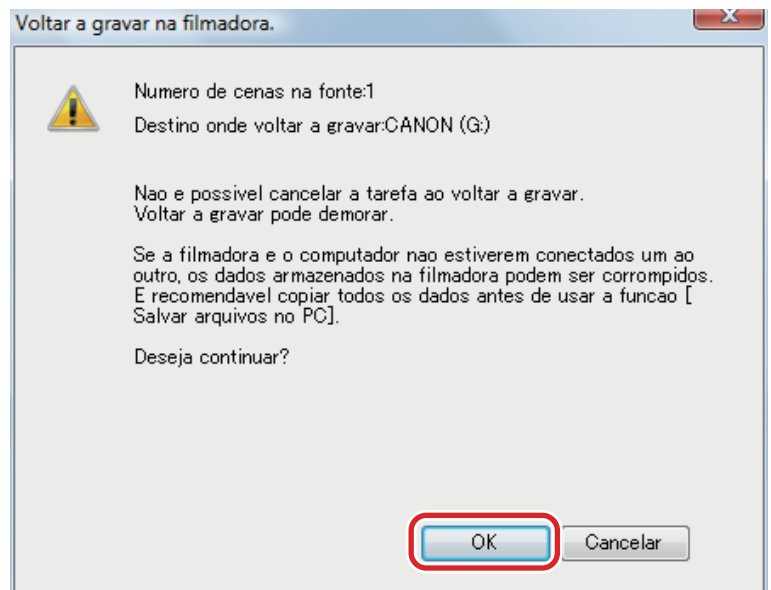 Voltar a gravar na filmadora.
Numero de cenas na fonte:1
Destino onde voltar a gravar:CANON (G:)
Nao e possivel cancelar a tarefa ao voltar a gravar.
Voltar a gravar pode demorar.
Se a filmadora e o computador nao estiverem conectados um ao
outro, os dados armazenados na filmadora podem ser corrompidos.
E recomendavel copiar todos os dados antes de usar a funcao [
Salvar arquivos no PC].
Deseja continuar?
OK Cancelar